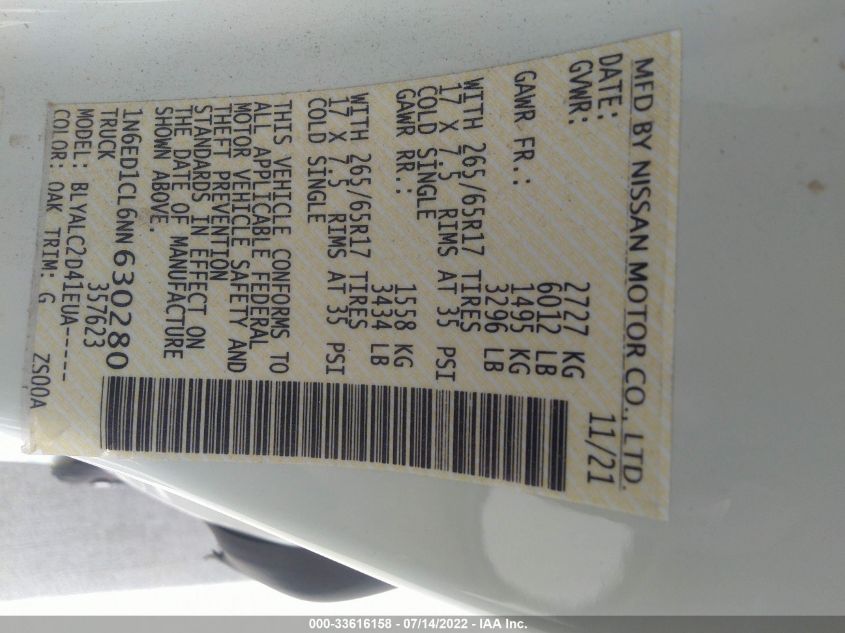 MFD BY NISSAN MOTOR CO., LTD.
DATE: 11/21
GVWR: 2727 KG
6012 LB
GAWR FR.: 1495 KG
3296 LB
WITH 265/65R17 TIRES
17 X 7.5 RIMS AT 35 PSI
COLD SINGLE
GAWR RR.: 1558 KG
3434 LB
WITH 265/65R17 TIRES
17 X 7.5 RIMS AT 35 PSI
COLD SINGLE
THIS VEHICLE CONFORMS TO
ALL APPLICABLE FEDERAL
MOTOR VEHICLE SAFETY AND
THEFT PREVENTION
STANDARDS IN EFFECT ON
THE DATE OF MANUFACTURE
SHOWN ABOVE.
1N6ED1CL6NN630280
TRUCK 357623
MODEL: BLYALC2D41EUA-----
COLOR: QAK TRIM: G ZS00A
000-33616158 - 07/14/2022 - IAA Inc.